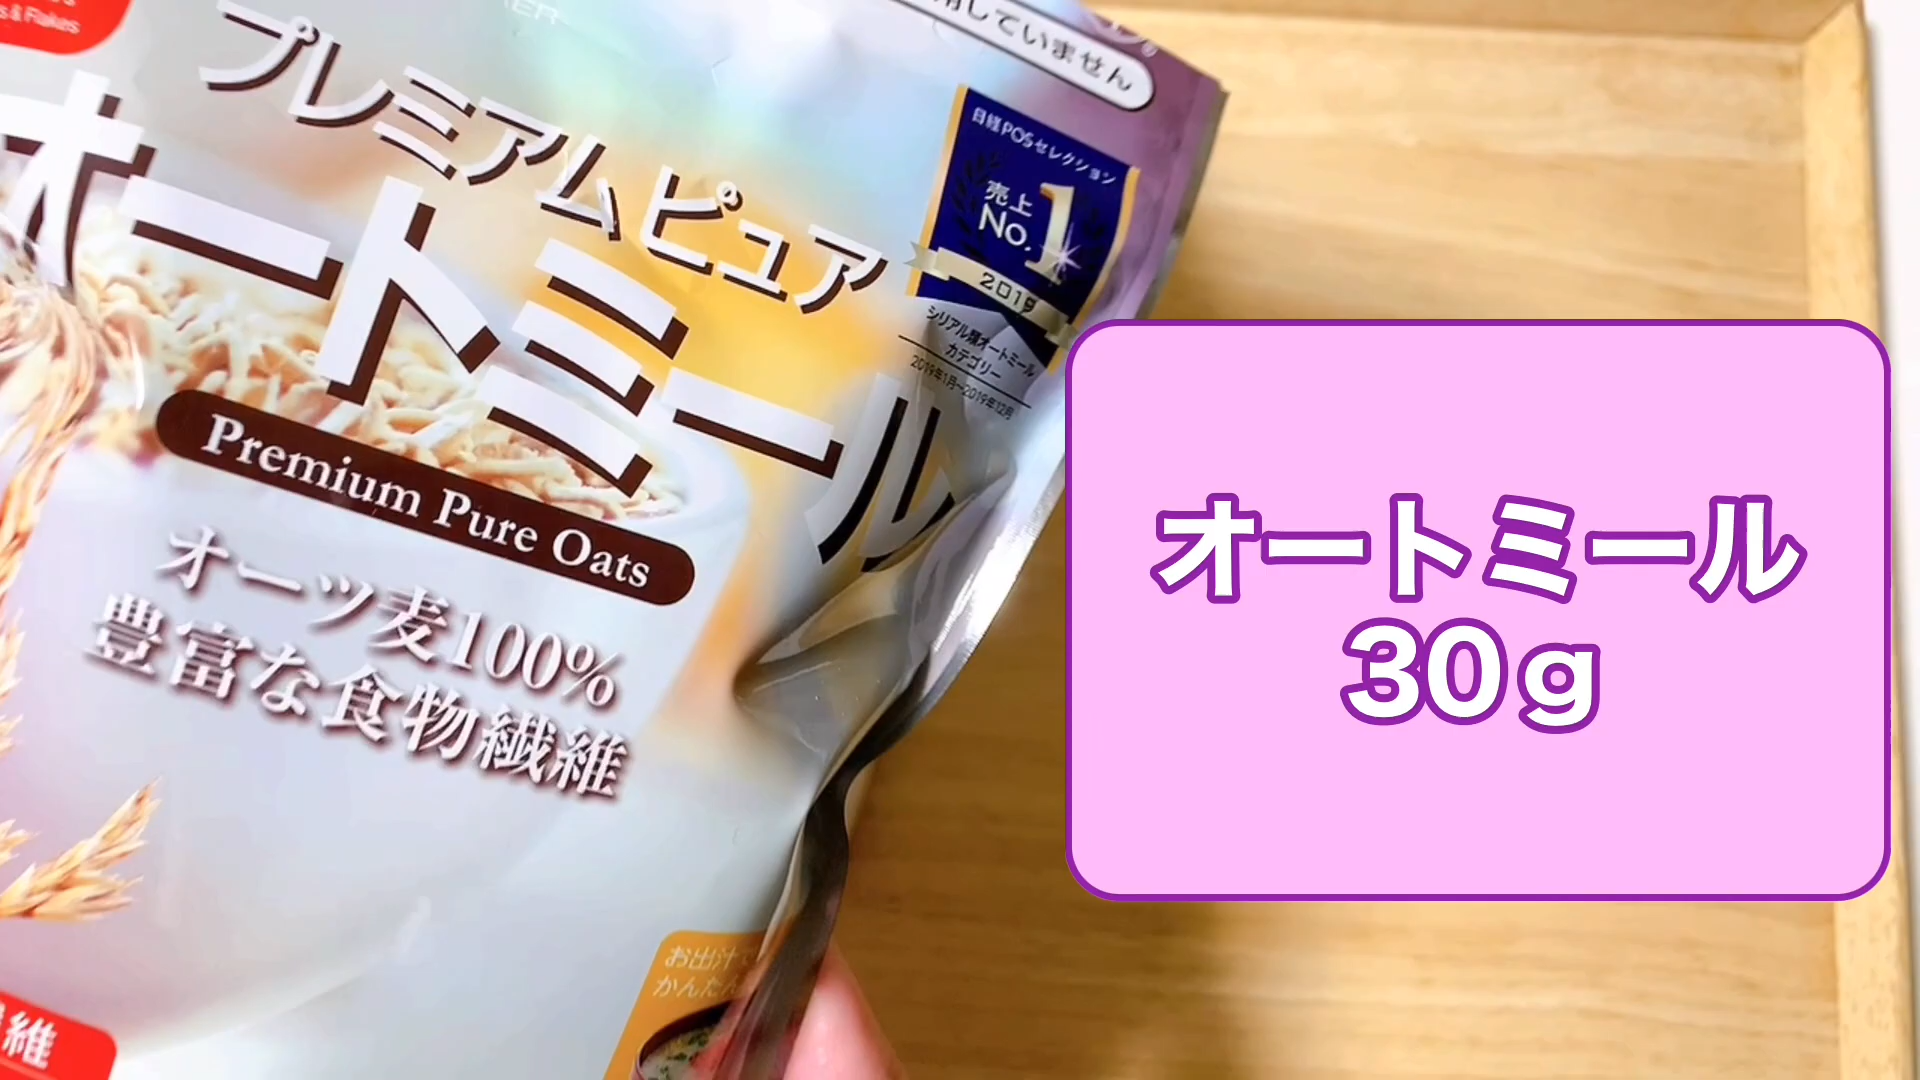 & Flakes
用していません
プレミアムピュア
オートミール
Premium Pure Oats
オーツ麦100%
豊富な食物繊維
日経POSセレクション
売上
No.1
2019
シリアル類オートミール
カテゴリー
2019年1月~2019年12月
オートミール
30g
お出汁で
かんたん
維